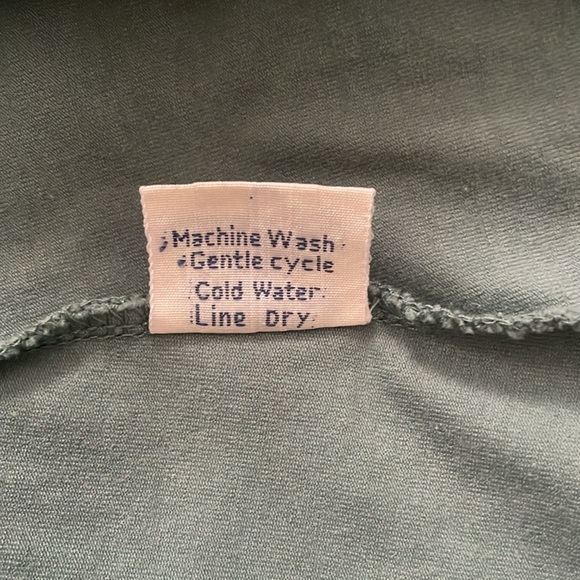 Machine Wash
Gentle cycle
Cold Water
Line Dry